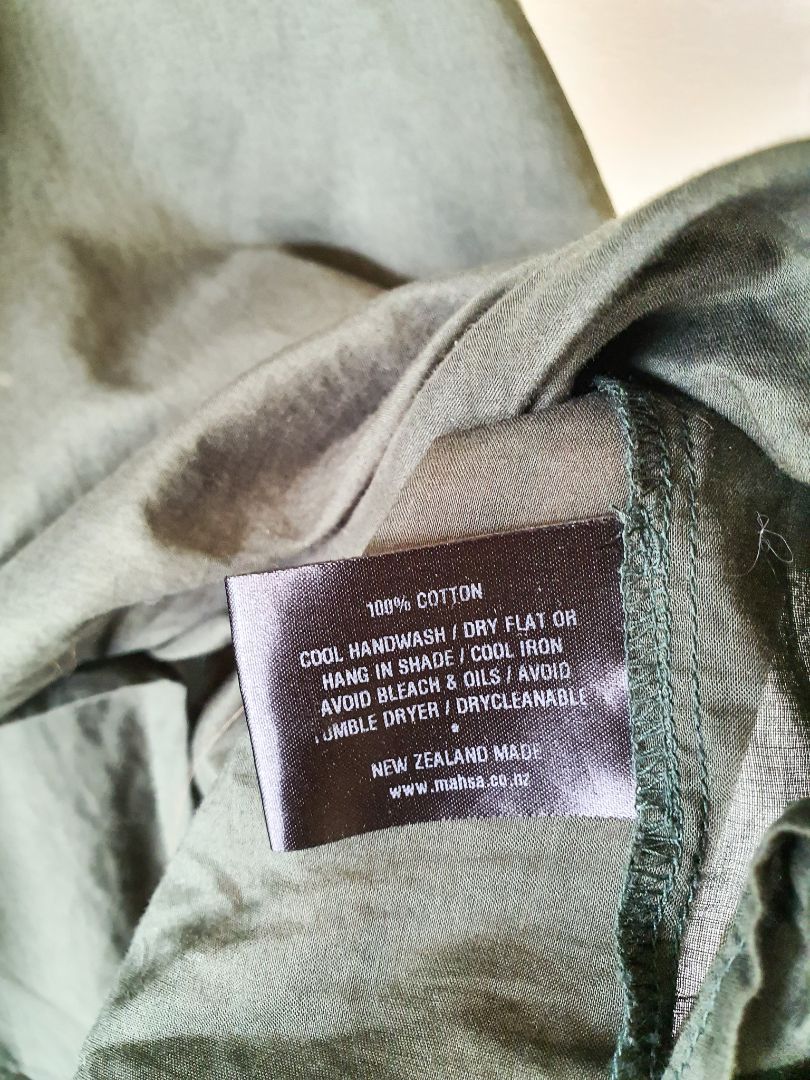 100% COTTON
COOL HANDWASH / DRY FLAT OR
HANG IN SHADE / COOL IRON
AVOID BLEACH & OILS / AVOID
TUMBLE DRYER / DRYCLEANABLE
•
NEW ZEALAND MADE
www.mahsa.co.nz